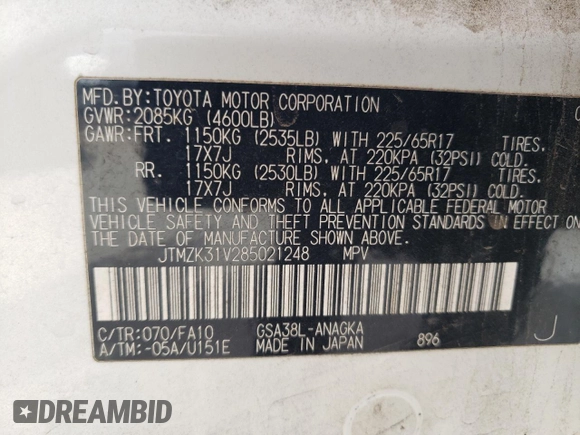 MFD.BY:TOYOTA MOTOR CORPORATION
GVWR:2085KG (4600LB)
GAWR:FRT. 1150KG (2535LB) WITH 225/65R17 TIRES.
17X7J RIMS, AT 220KPA (32PSI) COLD.
RR. 1150KG (2530LB) WITH 225/65R17 TIRES.
17X7J RIMS, AT 220KPA (32PSI) COLD.
THIS VEHICLE CONFORMS TO ALL APPLICABLE FEDERAL MOTOR
VEHICLE SAFETY AND THEFT PREVENTION STANDARDS IN EFFECT ON
THE DATE OF MANUFACTURE SHOWN ABOVE.
JTMZK31V285021248 MPV
C/TR:070/FA10 GSA38L-ANAGKA
A/TM:-05A/U151E MADE IN JAPAN 896
J
DREAMBID